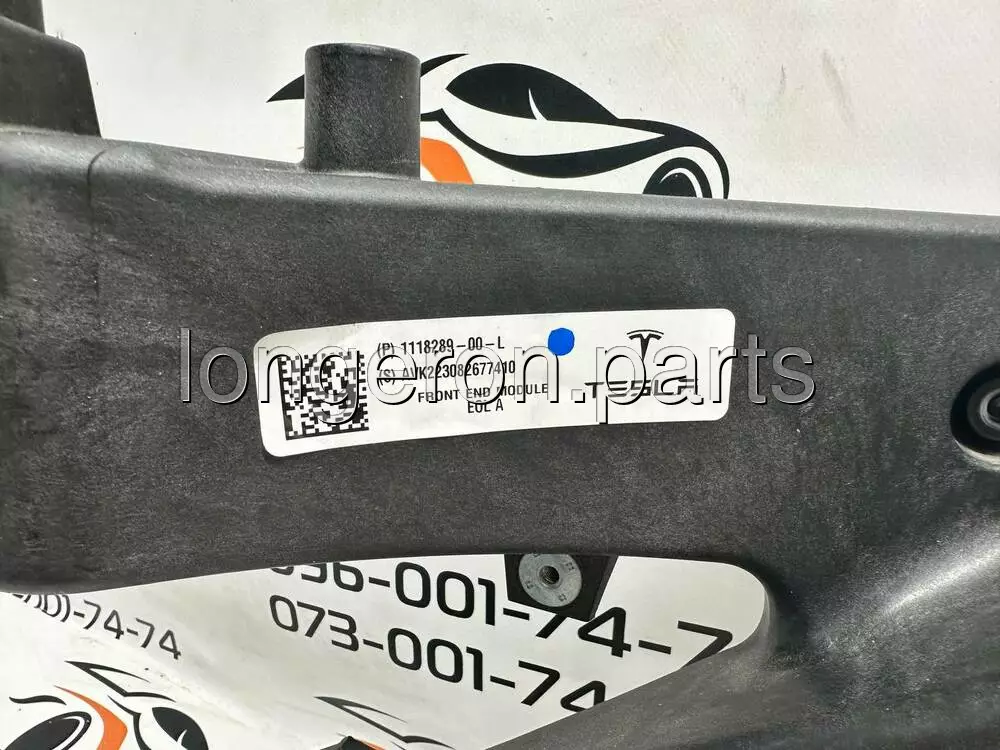 (P) 1118289-00-L
(S) AVK223082677410
FRONT END MODULE
EOL A
TESLA
longeron.parts
-001-74-7
073-001-74
-74-74